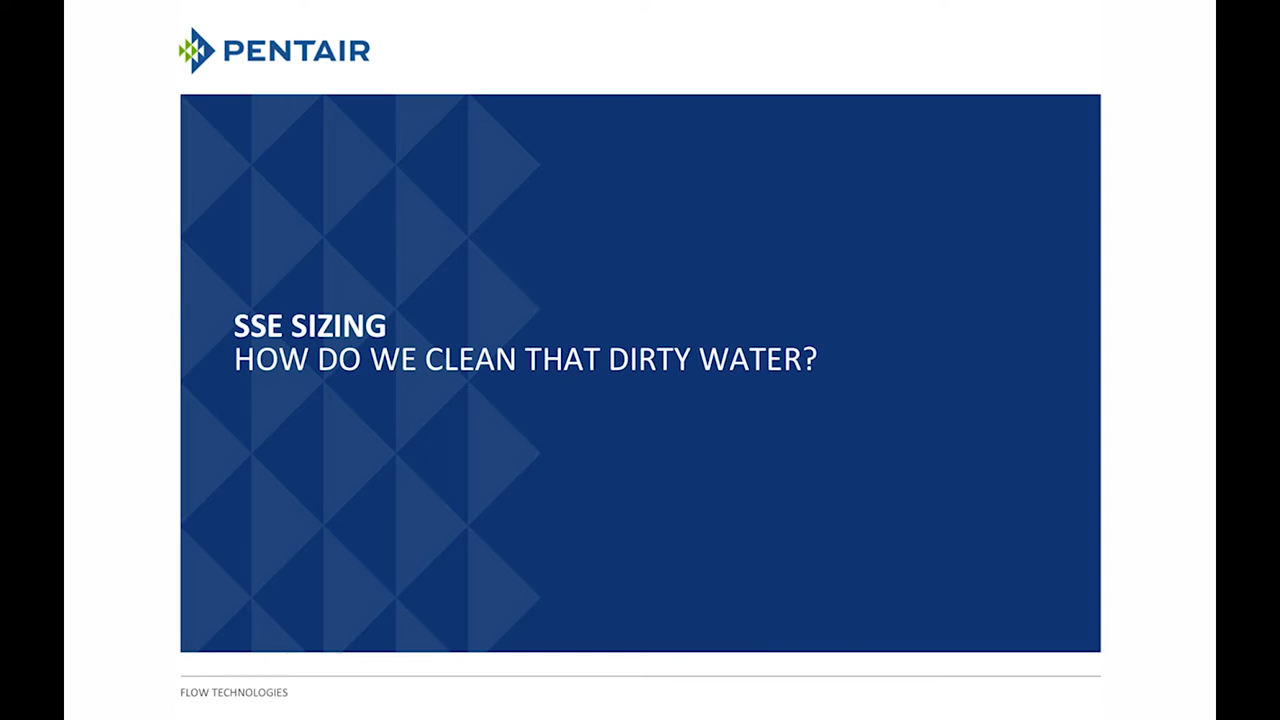 PENTAIR
SSE SIZING
HOW DO WE CLEAN THAT DIRTY WATER?
FLOW TECHNOLOGIES